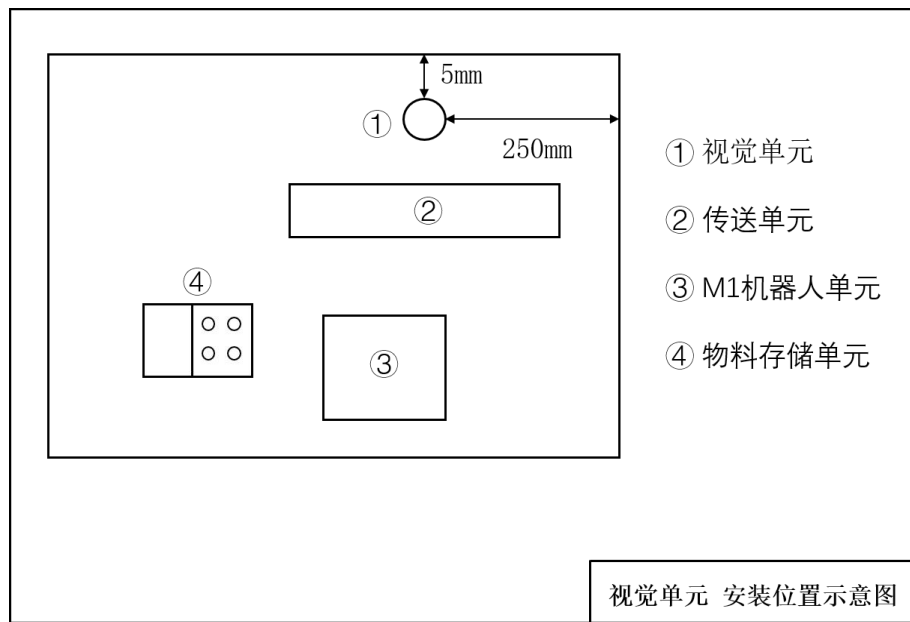 5mm
①
250mm
① 视觉单元
②
② 传送单元
④
③ M1机器人单元
③
④ 物料存储单元
视觉单元 安装位置示意图